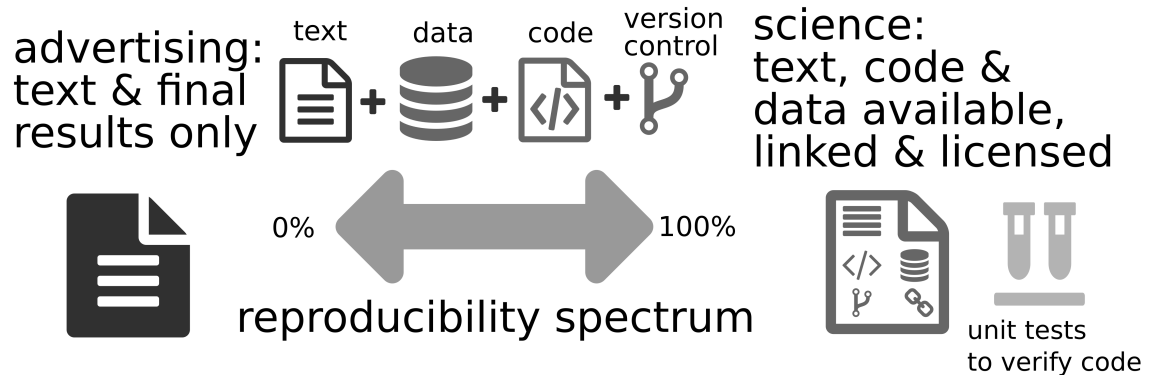 advertising:
text & final
results only
text
data
code
version
control
science:
text, code &
data available,
linked & licensed
0%
100%
reproducibility spectrum
unit tests
to verify code